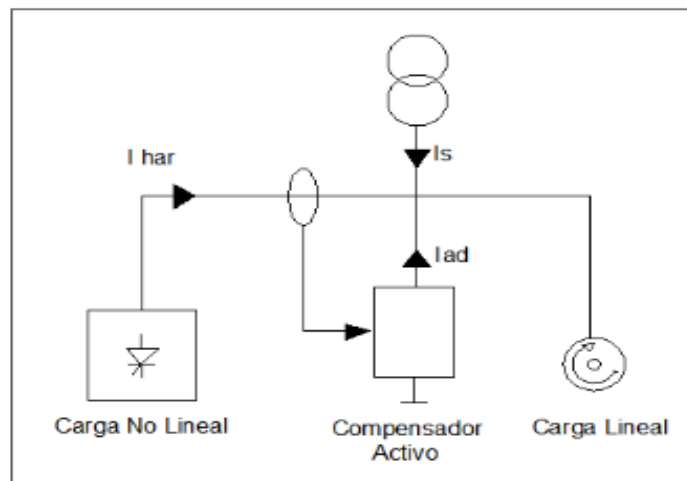 Is
I har
Iad
Carga No Lineal
Compensador
Activo
Carga Lineal